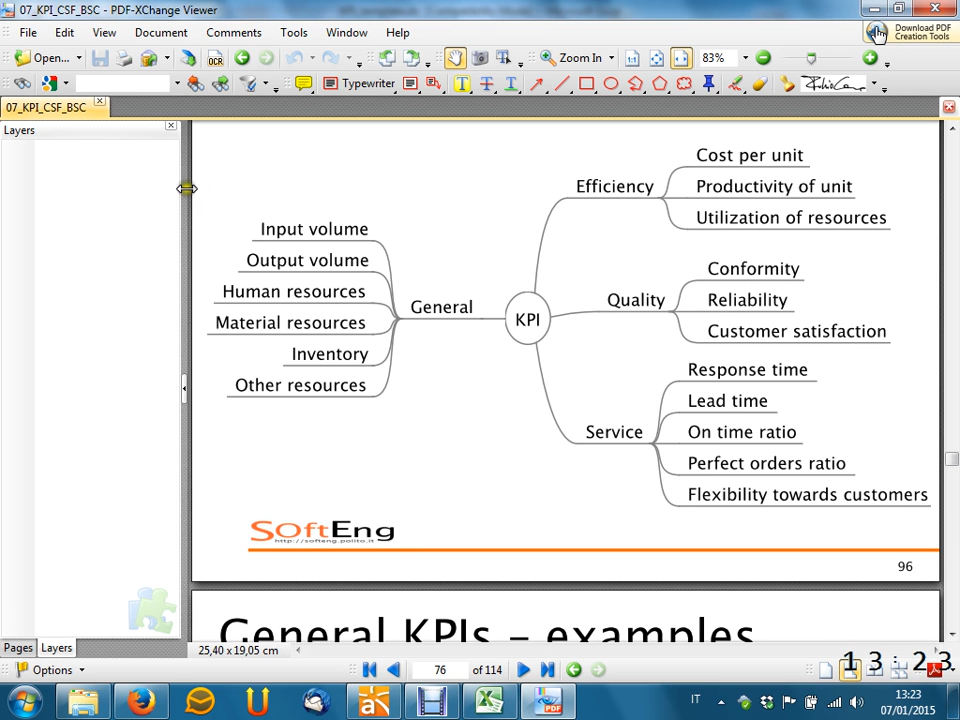 07_KPI_CSF_BSC - PDF-XChange Viewer
File Edit View Document Comments Tools Window Help
Download PDF
Creation Tools
Open... OCR Zoom In 83%
Typewriter
07_KPI_CSF_BSC
Layers
Cost per unit
Efficiency
Productivity of unit
Utilization of resources
Input volume
Output volume
Human resources
Material resources
Inventory
Other resources
General
KPI
Conformity
Quality
Reliability
Customer satisfaction
Response time
Lead time
Service
On time ratio
Perfect orders ratio
Flexibility towards customers
SOftEng
http://softeng.polito.it
96
General KPIs – examples
Pages Layers
25,40 x 19,05 cm
Options
76 of 114
13:23
IT
13:23
07/01/2015